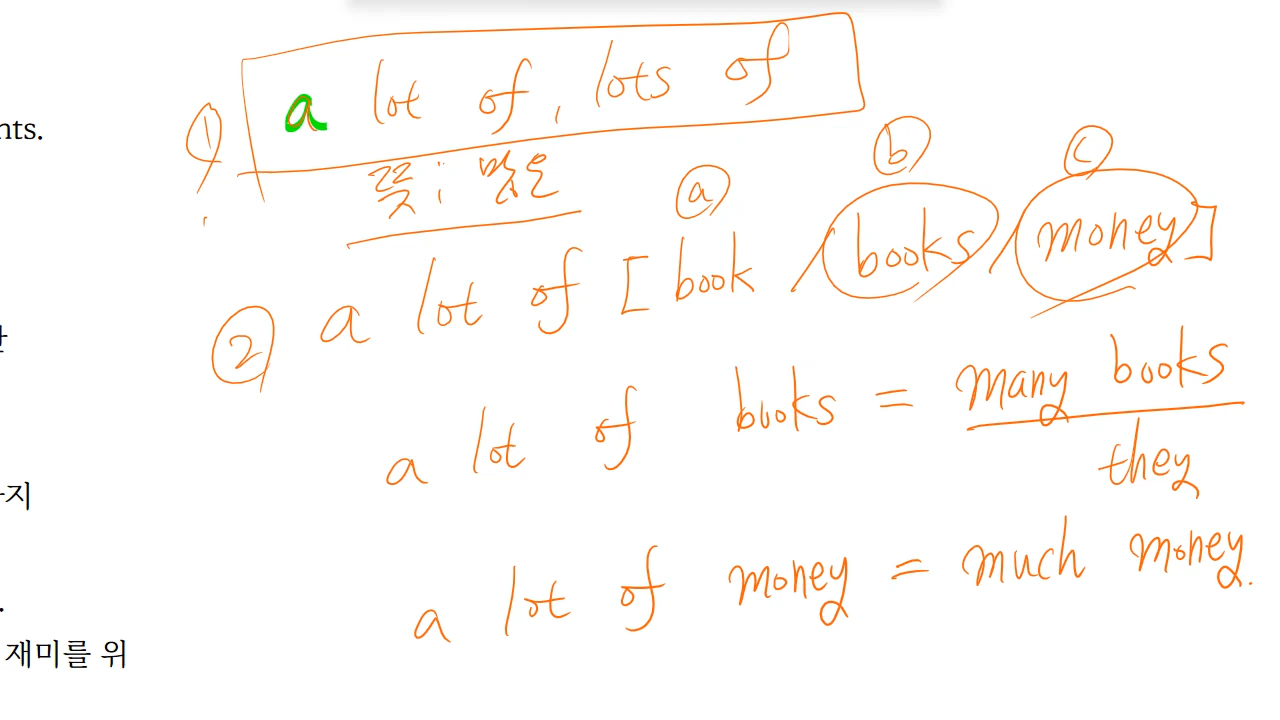 ① a lot of, lots of
nts.
뜻; 많은
ⓐ ⓑ ⓒ
② a lot of [book / books / money]
many books
a lot of books =
they
지
a lot of money = much money.
재미를 위